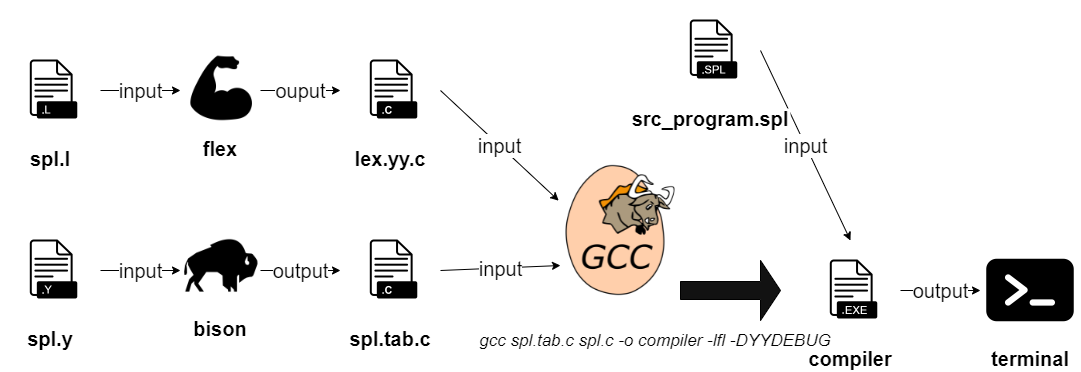 .SPL
src_program.spl
.L
input
ouput
.C
spl.l
flex
lex.yy.c
input
input
GCC
.Y
input
output
.C
input
.EXE
output
spl.y
bison
spl.tab.c
gcc spl.tab.c spl.c -o compiler -lfl -DYYDEBUG
compiler
terminal